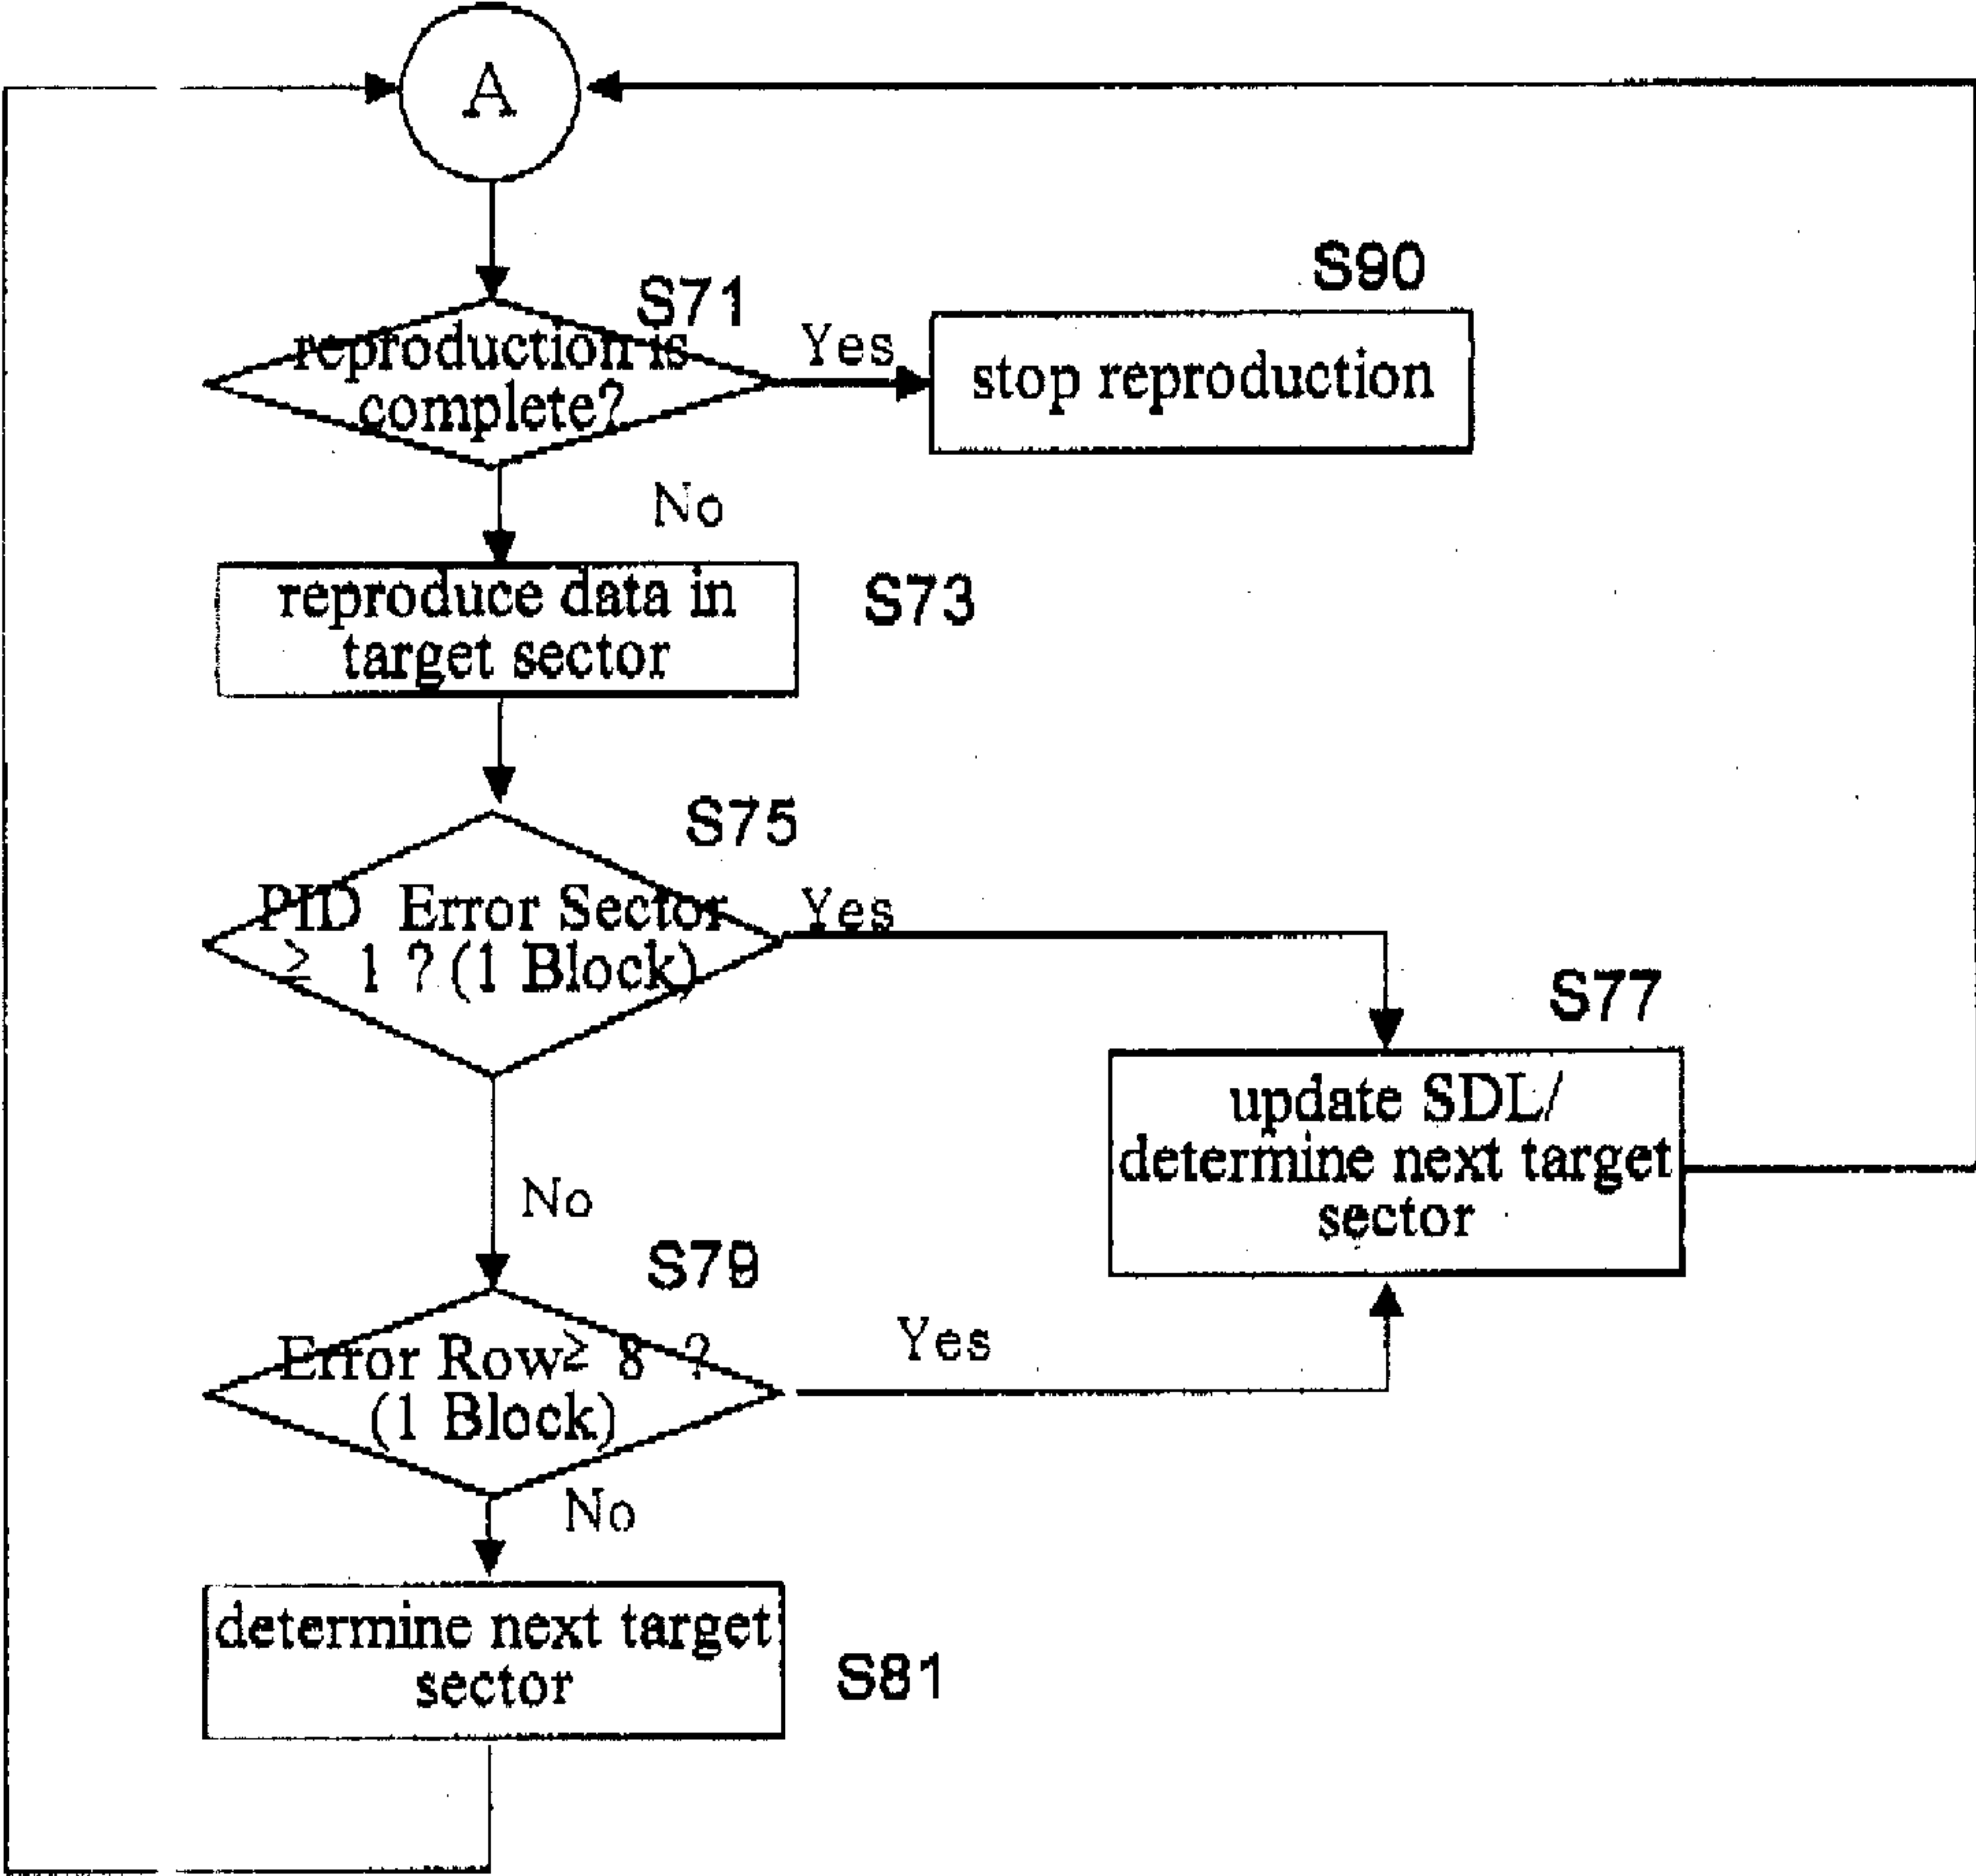 A
S71
reproduction is
complete?
Yes
S90
stop reproduction
No
reproduce data in
target sector
S73
S75
PID Error Sector
≥ 1 ? (1 Block)
Yes
S77
update SDL/
determine next target
sector
No
S79
Error Row≥ 8 ?
(1 Block)
Yes
No
determine next target
sector
S81